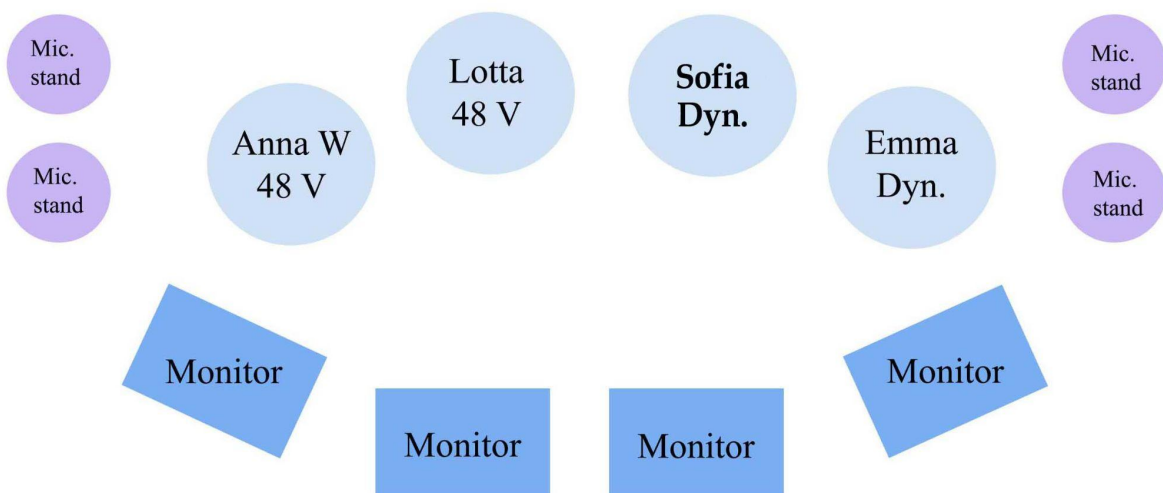 Mic.
stand
Mic.
stand
Anna W
48 V
Lotta
48 V
Sofia
Dyn.
Emma
Dyn.
Mic.
stand
Mic.
stand
Monitor
Monitor
Monitor
Monitor